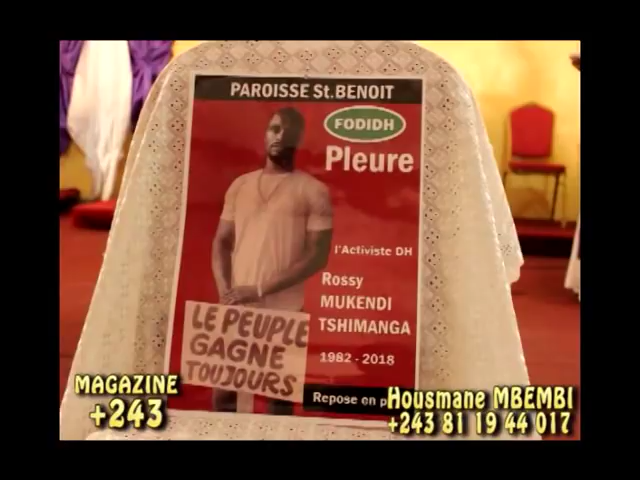 PAROISSE St.BENOIT
FODIDH
Pleure
l'Activiste DH
Rossy
MUKENDI
TSHIMANGA
1982 - 2018
LE PEUPLE
GAGNE
TOUJOURS
Repose en
MAGAZINE
+243
Housmane MBEMBI
+243 81 19 44 017